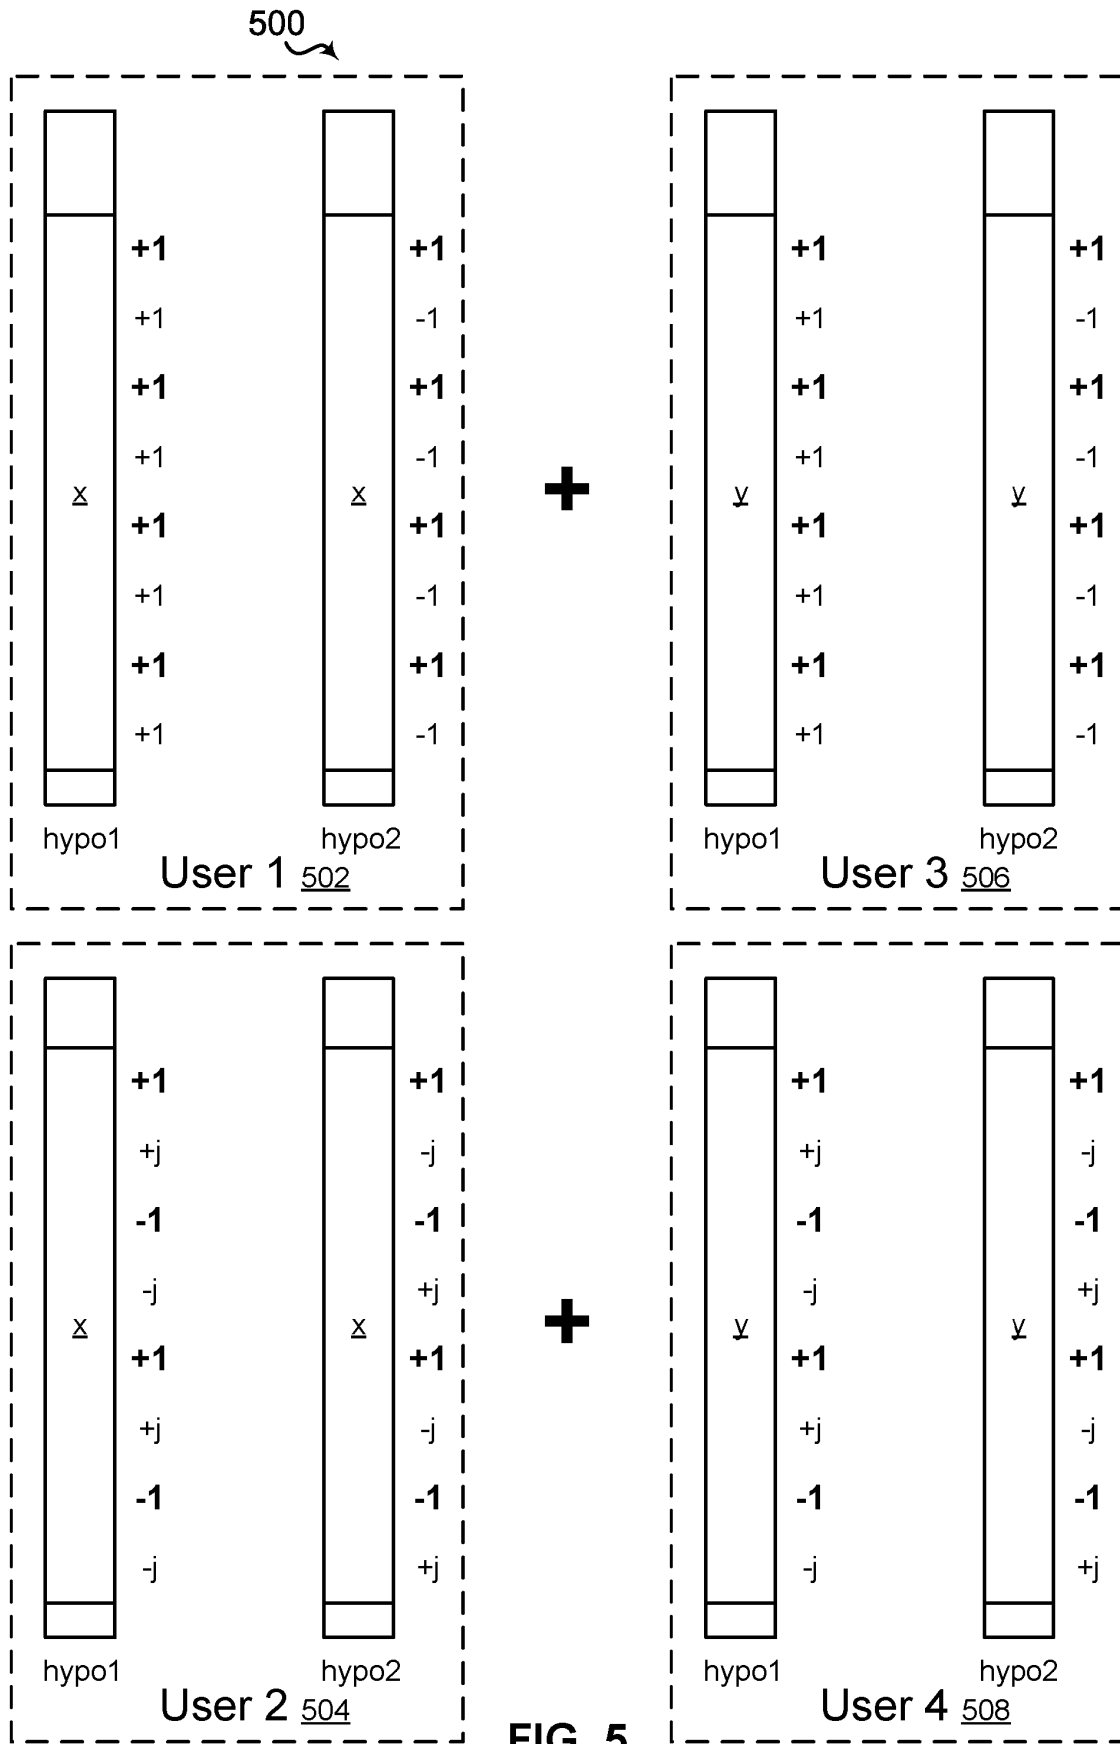 500
+1 +1 +1 +1
+1 -1 +1 -1
+1 +1 +1 +1
+1 -1 +1 -1
x x + y y
+1 +1 +1 +1
+1 -1 +1 -1
+1 +1 +1 +1
+1 -1 +1 -1
hypo1 hypo2 hypo1 hypo2
User 1 502 User 3 506
+1 +1 +1 +1
+j -j +j -j
-1 -1 -1 -1
-j +j -j +j
x x + y y
+1 +1 +1 +1
+j -j +j -j
-1 -1 -1 -1
-j +j -j +j
hypo1 hypo2 hypo1 hypo2
User 2 504 User 4 508
FIG. 5